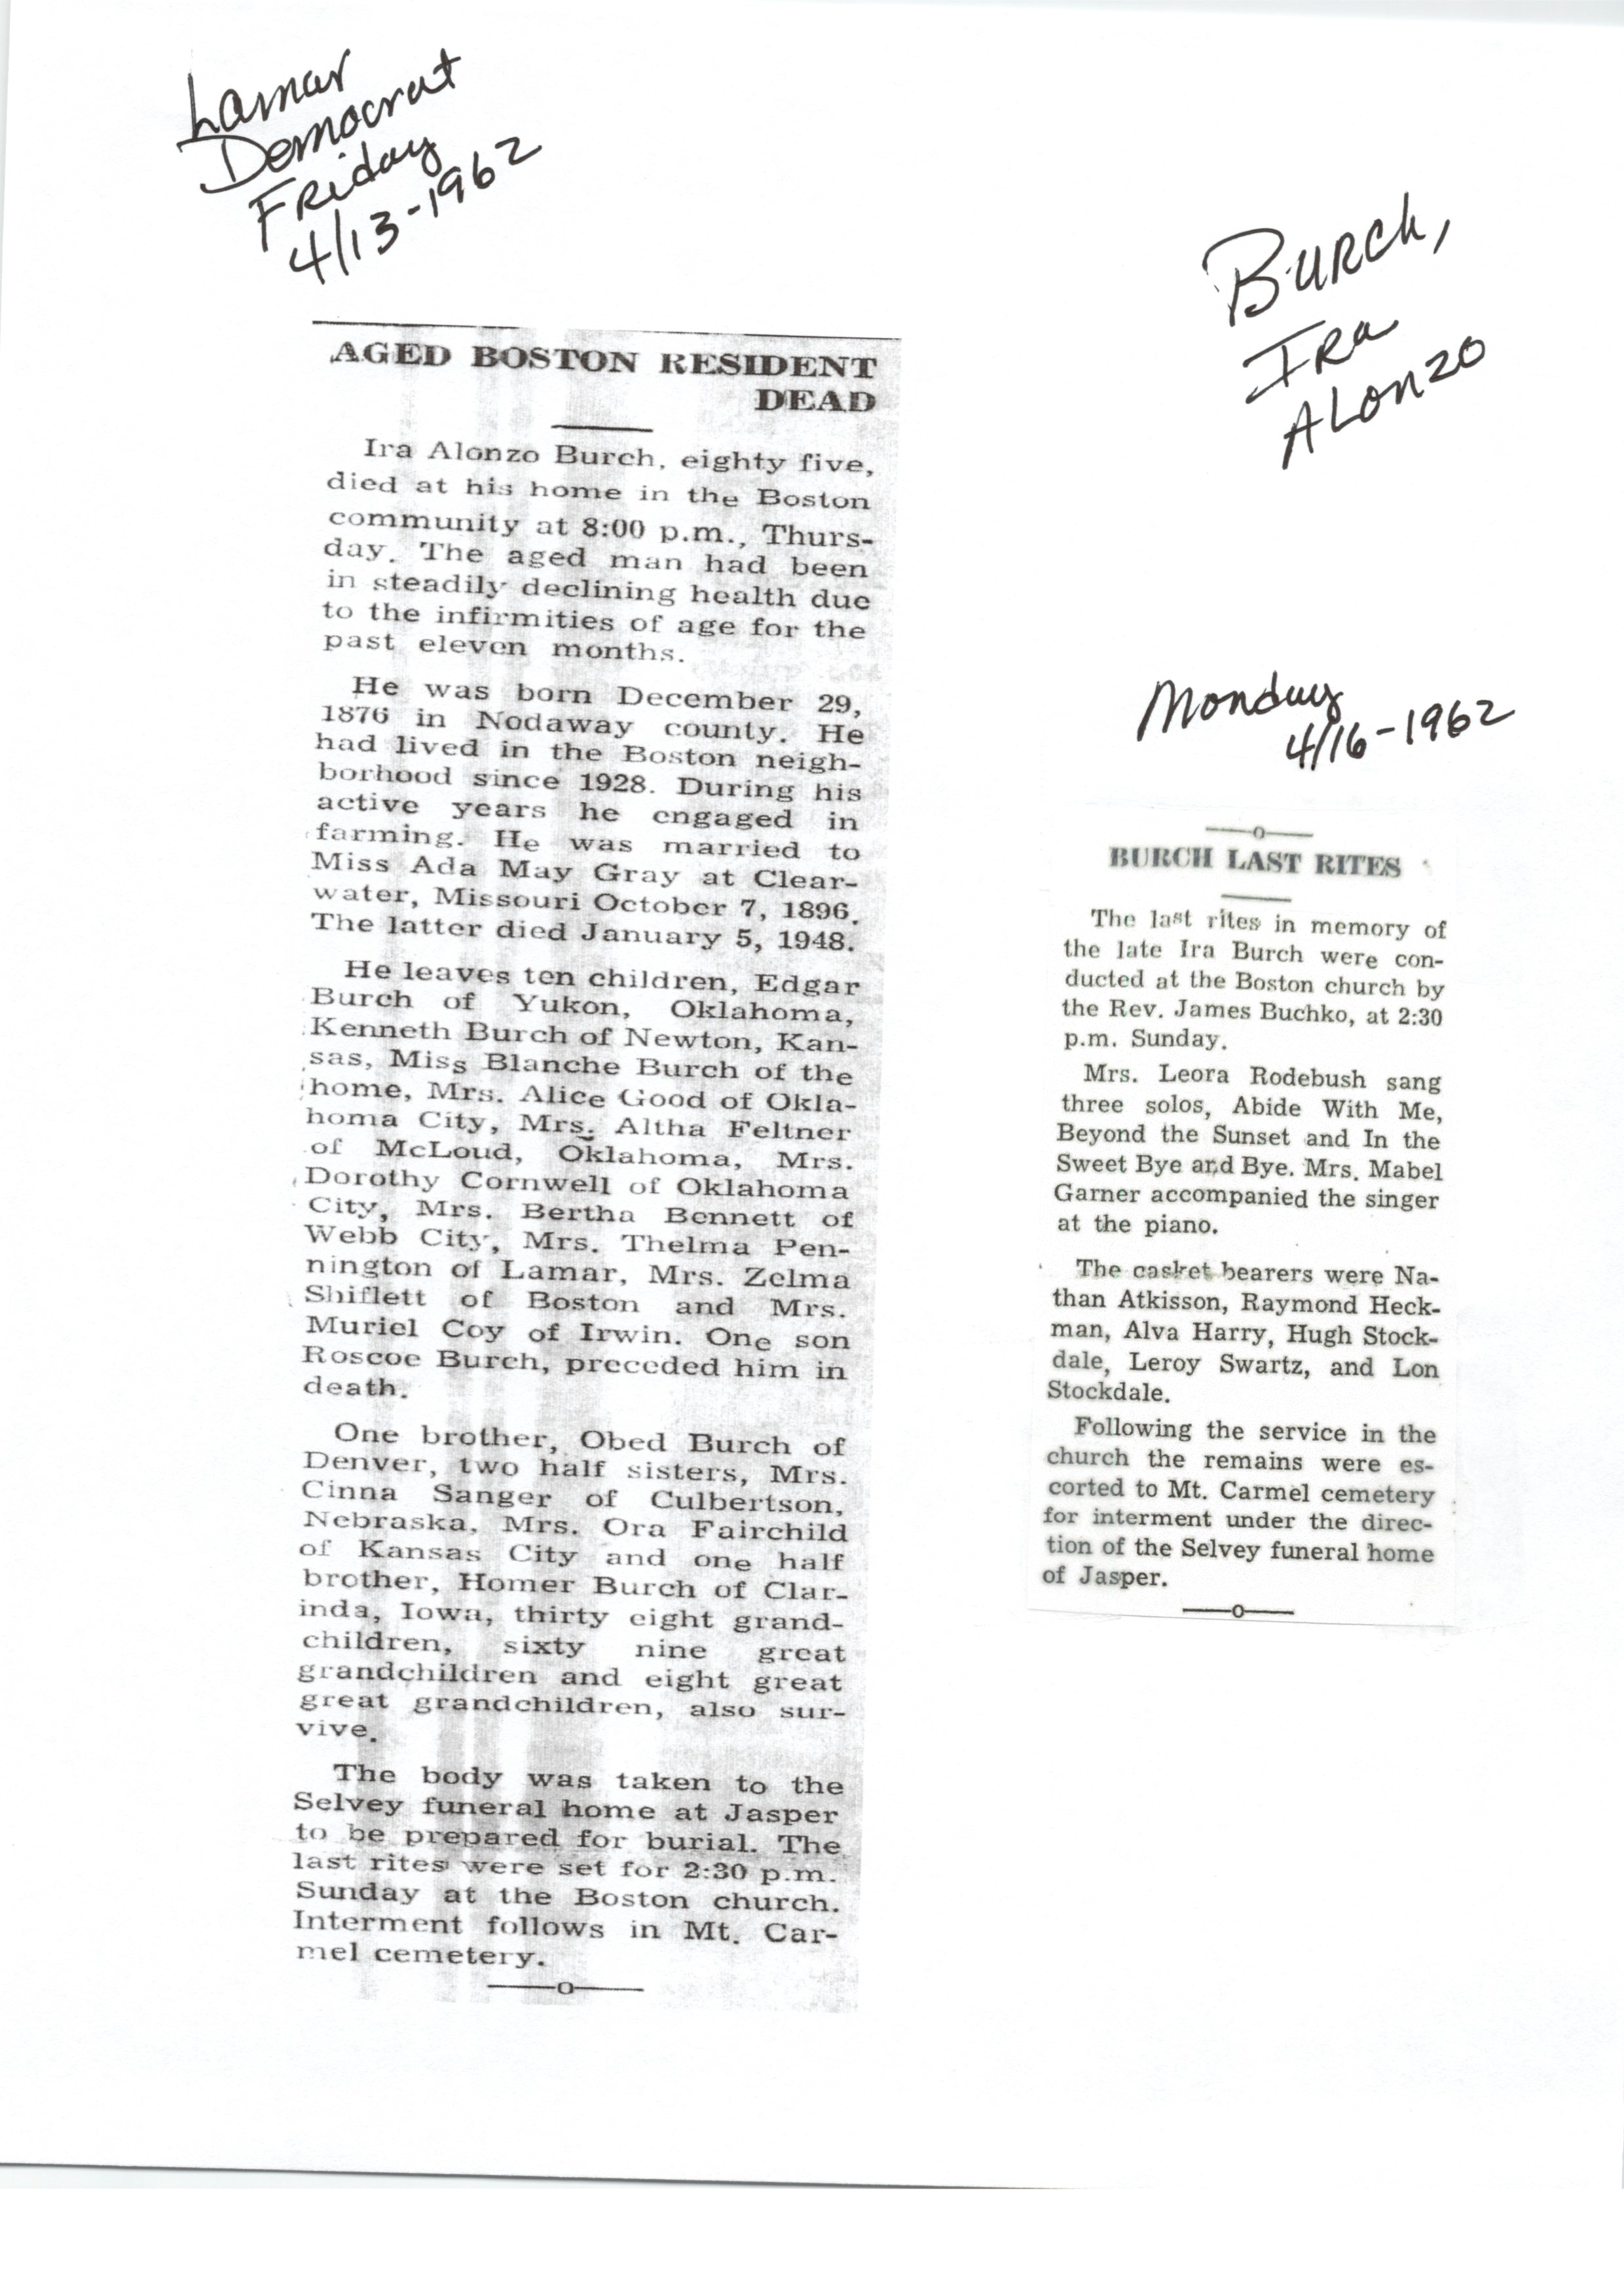 Lamar
Democrat
Friday
4/13-1962
AGED BOSTON RESIDENT
DEAD
Ira Alonzo Burch, eighty five,
died at his home in the Boston
community at 8:00 p.m., Thurs-
day. The aged man had been
in steadily declining health due
to the infirmities of age for the
past eleven months.
He was born December 29,
1876 in Nodaway county. He
had lived in the Boston neigh-
borhood since 1928. During his
active years he engaged in
farming. He was married to
Miss Ada May Gray at Clear-
water, Missouri October 7, 1896.
The latter died January 5, 1948.
He leaves ten children, Edgar
Burch of Yukon, Oklahoma,
Kenneth Burch of Newton, Kan-
sas, Miss Blanche Burch of the
home, Mrs. Alice Good of Okla-
homa City, Mrs. Altha Feltner
of McLoud, Oklahoma, Mrs.
Dorothy Cornwell of Oklahoma
City, Mrs. Bertha Bennett of
Webb City, Mrs. Thelma Pen-
nington of Lamar, Mrs. Zelma
Shiflett of Boston and Mrs.
Muriel Coy of Irwin. One son
Roscoe Burch, preceded him in
death.
One brother, Obed Burch of
Denver, two half sisters, Mrs.
Cinna Sanger of Culbertson,
Nebraska, Mrs. Ora Fairchild
of Kansas City and one half
brother, Homer Burch of Clar-
inda, Iowa, thirty eight grand-
children, sixty nine great
grandchildren and eight great
great grandchildren, also sur-
vive.
The body was taken to the
Selvey funeral home at Jasper
to be prepared for burial. The
last rites were set for 2:30 p.m.
Sunday at the Boston church.
Interment follows in Mt. Car-
mel cemetery.
Burch,
Ira
Alonzo
Monday
4/16-1962
BURCH LAST RITES
The last rites in memory of
the late Ira Burch were con-
ducted at the Boston church by
the Rev. James Buchko, at 2:30
p.m. Sunday.
Mrs. Leora Rodebush sang
three solos, Abide With Me,
Beyond the Sunset and In the
Sweet Bye and Bye. Mrs. Mabel
Garner accompanied the singer
at the piano.
The casket bearers were Na-
than Atkisson, Raymond Heck-
man, Alva Harry, Hugh Stock-
dale, Leroy Swartz, and Lon
Stockdale.
Following the service in the
church the remains were es-
corted to Mt. Carmel cemetery
for interment under the direc-
tion of the Selvey funeral home
of Jasper.